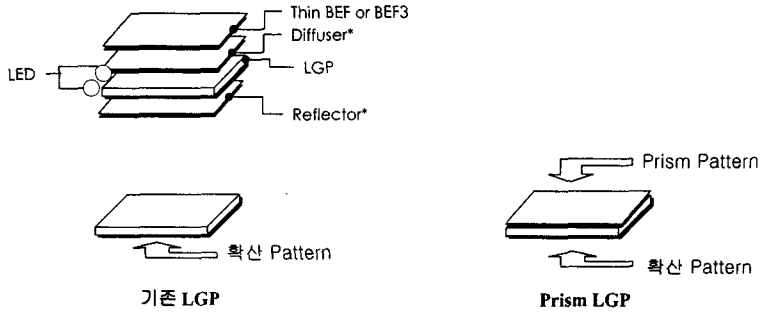 Thin BEF or BEF3
Diffuser*
LED
LGP
Reflector*
Prism Pattern
확산 Pattern
확산 Pattern
기존 LGP
Prism LGP